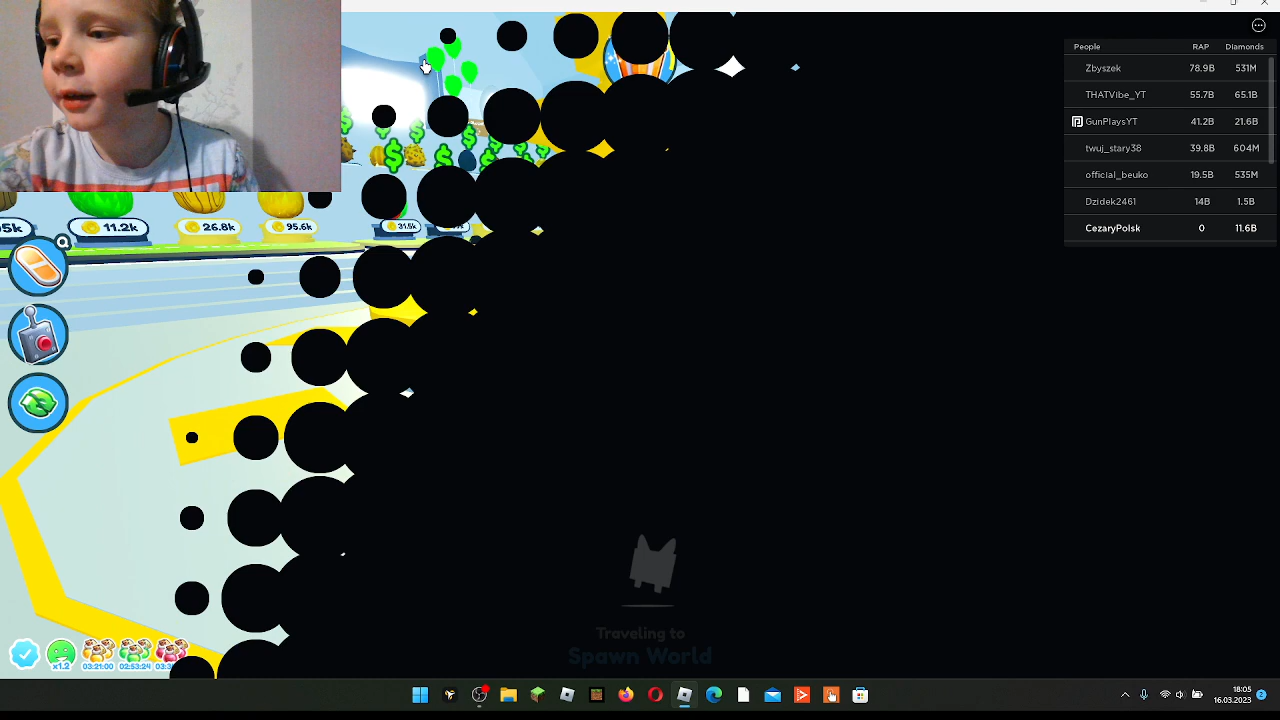 People RAP Diamonds
Zbyszek 78.9B 531M
THATVibe_YT 55.7B 65.1B
GunPlaysYT 41.2B 21.6B
twuj_stary38 39.8B 604M
official_beuko 19.5B 535M
Dzidek2461 14B 1.5B
CezaryPolsk 0 11.6B
5k 11.2k 26.8k 95.6k 31.5k
Q
Traveling to
Spawn World
x1.2 03:21:00 02:53:24
18:05
16.03.2023 2